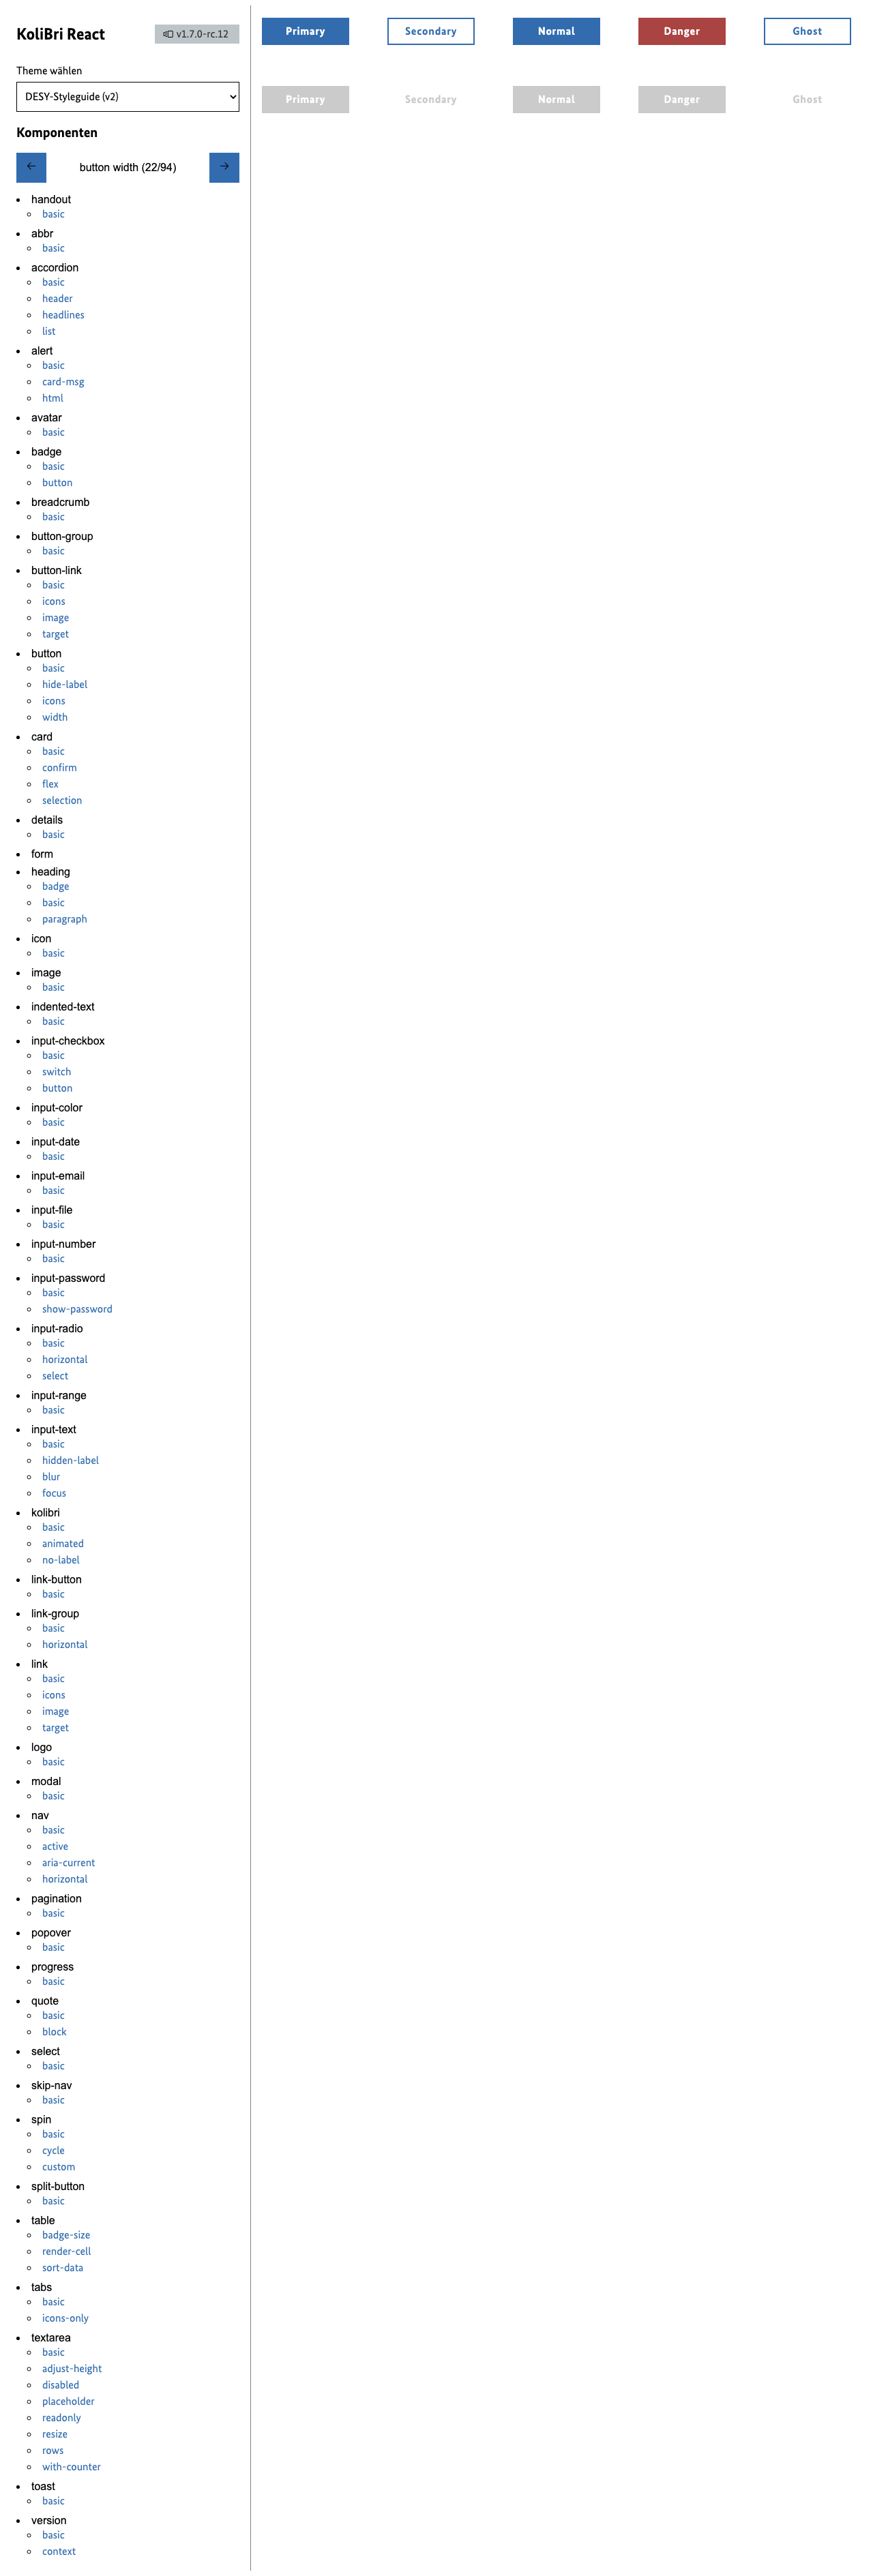 KoliBri React
v1.7.0-rc.12
Theme wählen
DESY-Styleguide (v2)
Komponenten
← button width (22/94) →
handout
basic
abbr
basic
accordion
basic
header
headlines
list
alert
basic
card-msg
html
avatar
basic
badge
basic
button
breadcrumb
basic
button-group
basic
button-link
basic
icons
image
target
button
basic
hide-label
icons
width
card
basic
confirm
flex
selection
details
basic
form
heading
badge
basic
paragraph
icon
basic
image
basic
indented-text
basic
input-checkbox
basic
switch
button
input-color
basic
input-date
basic
input-email
basic
input-file
basic
input-number
basic
input-password
basic
show-password
input-radio
basic
horizontal
select
input-range
basic
input-text
basic
hidden-label
blur
focus
kolibri
basic
animated
no-label
link-button
basic
link-group
basic
horizontal
link
basic
icons
image
target
logo
basic
modal
basic
nav
basic
active
aria-current
horizontal
pagination
basic
popover
basic
progress
basic
quote
basic
block
select
basic
skip-nav
basic
spin
basic
cycle
custom
split-button
basic
table
badge-size
render-cell
sort-data
tabs
basic
icons-only
textarea
basic
adjust-height
disabled
placeholder
readonly
resize
rows
with-counter
toast
basic
version
basic
context
Primary Secondary Normal Danger Ghost
Primary Secondary Normal Danger Ghost